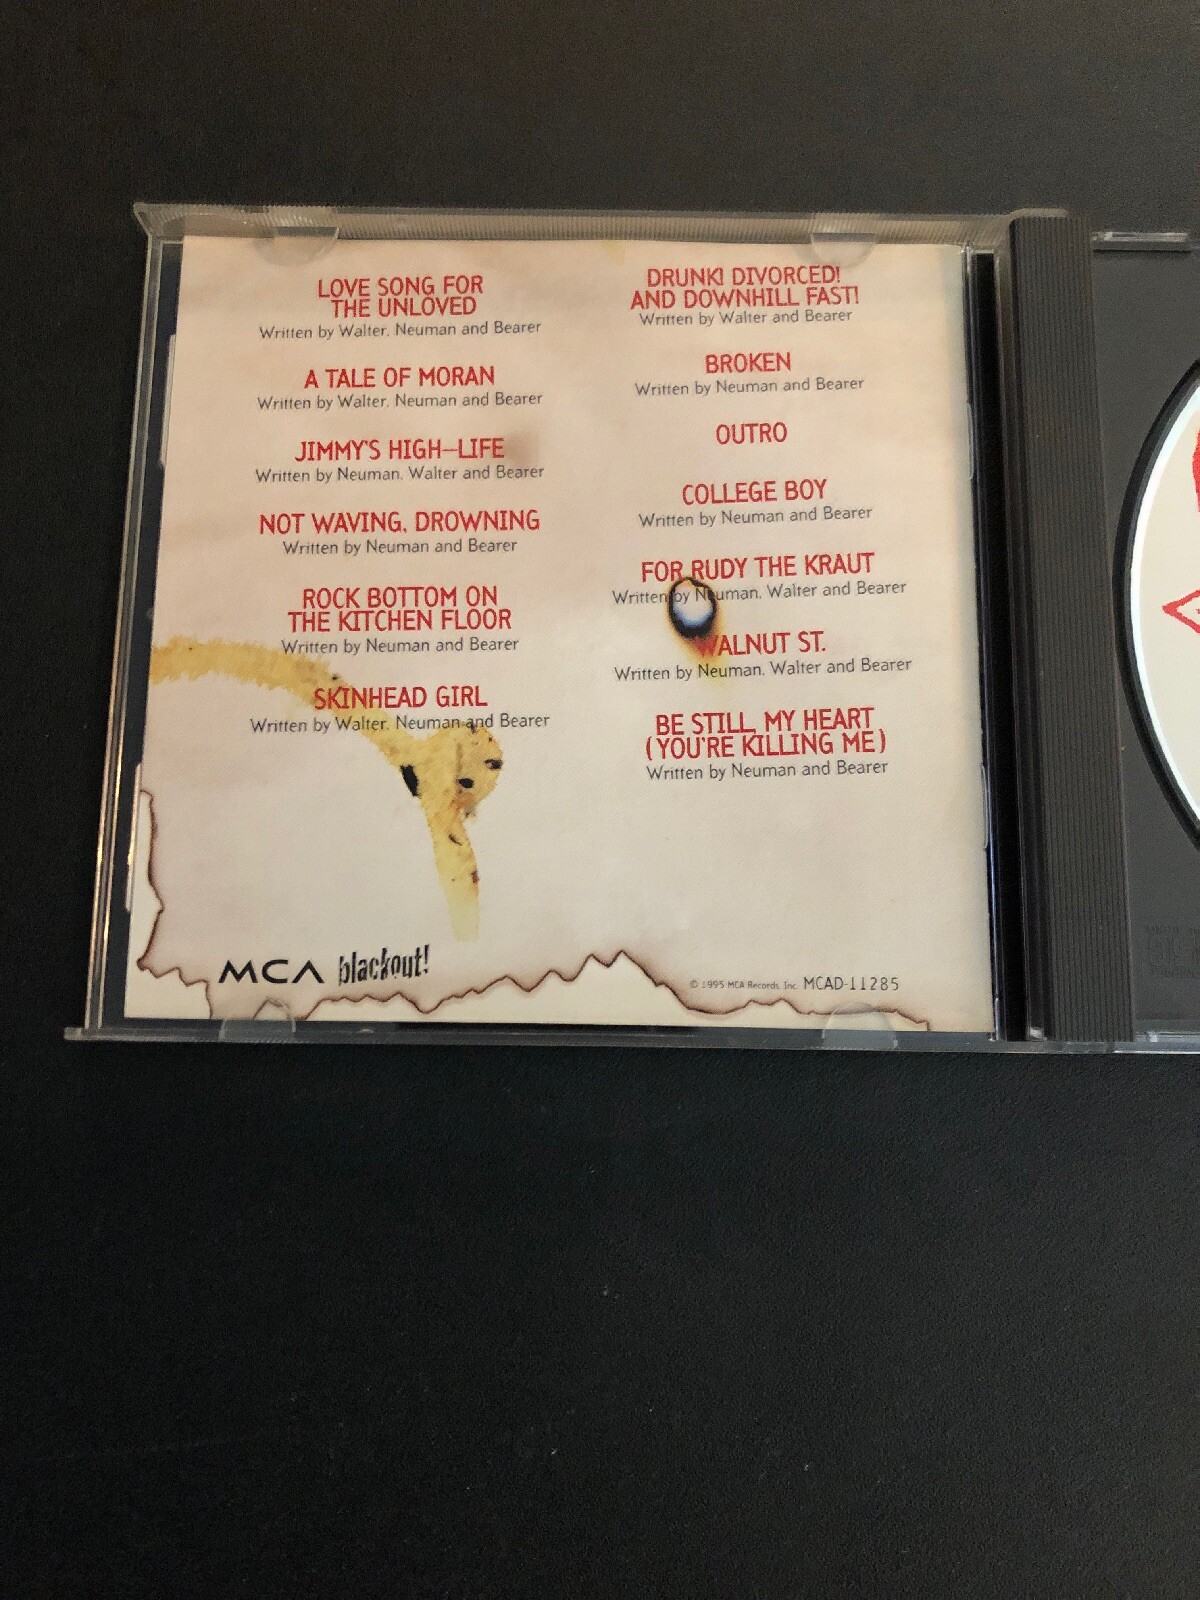 LOVE SONG FOR
THE UNLOVED
Written by Walter, Neuman and Bearer
A TALE OF MORAN
Written by Walter, Neuman and Bearer
JIMMY'S HIGH-LIFE
Written by Neuman, Walter and Bearer
NOT WAVING, DROWNING
Written by Neuman and Bearer
ROCK BOTTOM ON
THE KITCHEN FLOOR
Written by Neuman and Bearer
SKINHEAD GIRL
Written by Walter, Neuman and Bearer
DRUNK! DIVORCED!
AND DOWNHILL FAST!
Written by Walter and Bearer
BROKEN
Written by Neuman and Bearer
OUTRO
COLLEGE BOY
Written by Neuman and Bearer
FOR RUDY THE KRAUT
Written by Neuman, Walter and Bearer
WALNUT ST.
Written by Neuman, Walter and Bearer
BE STILL MY HEART
(YOU'RE KILLING ME)
Written by Neuman and Bearer
MCA blackout!
© 1995 MCA Records, Inc. MCAD-11285